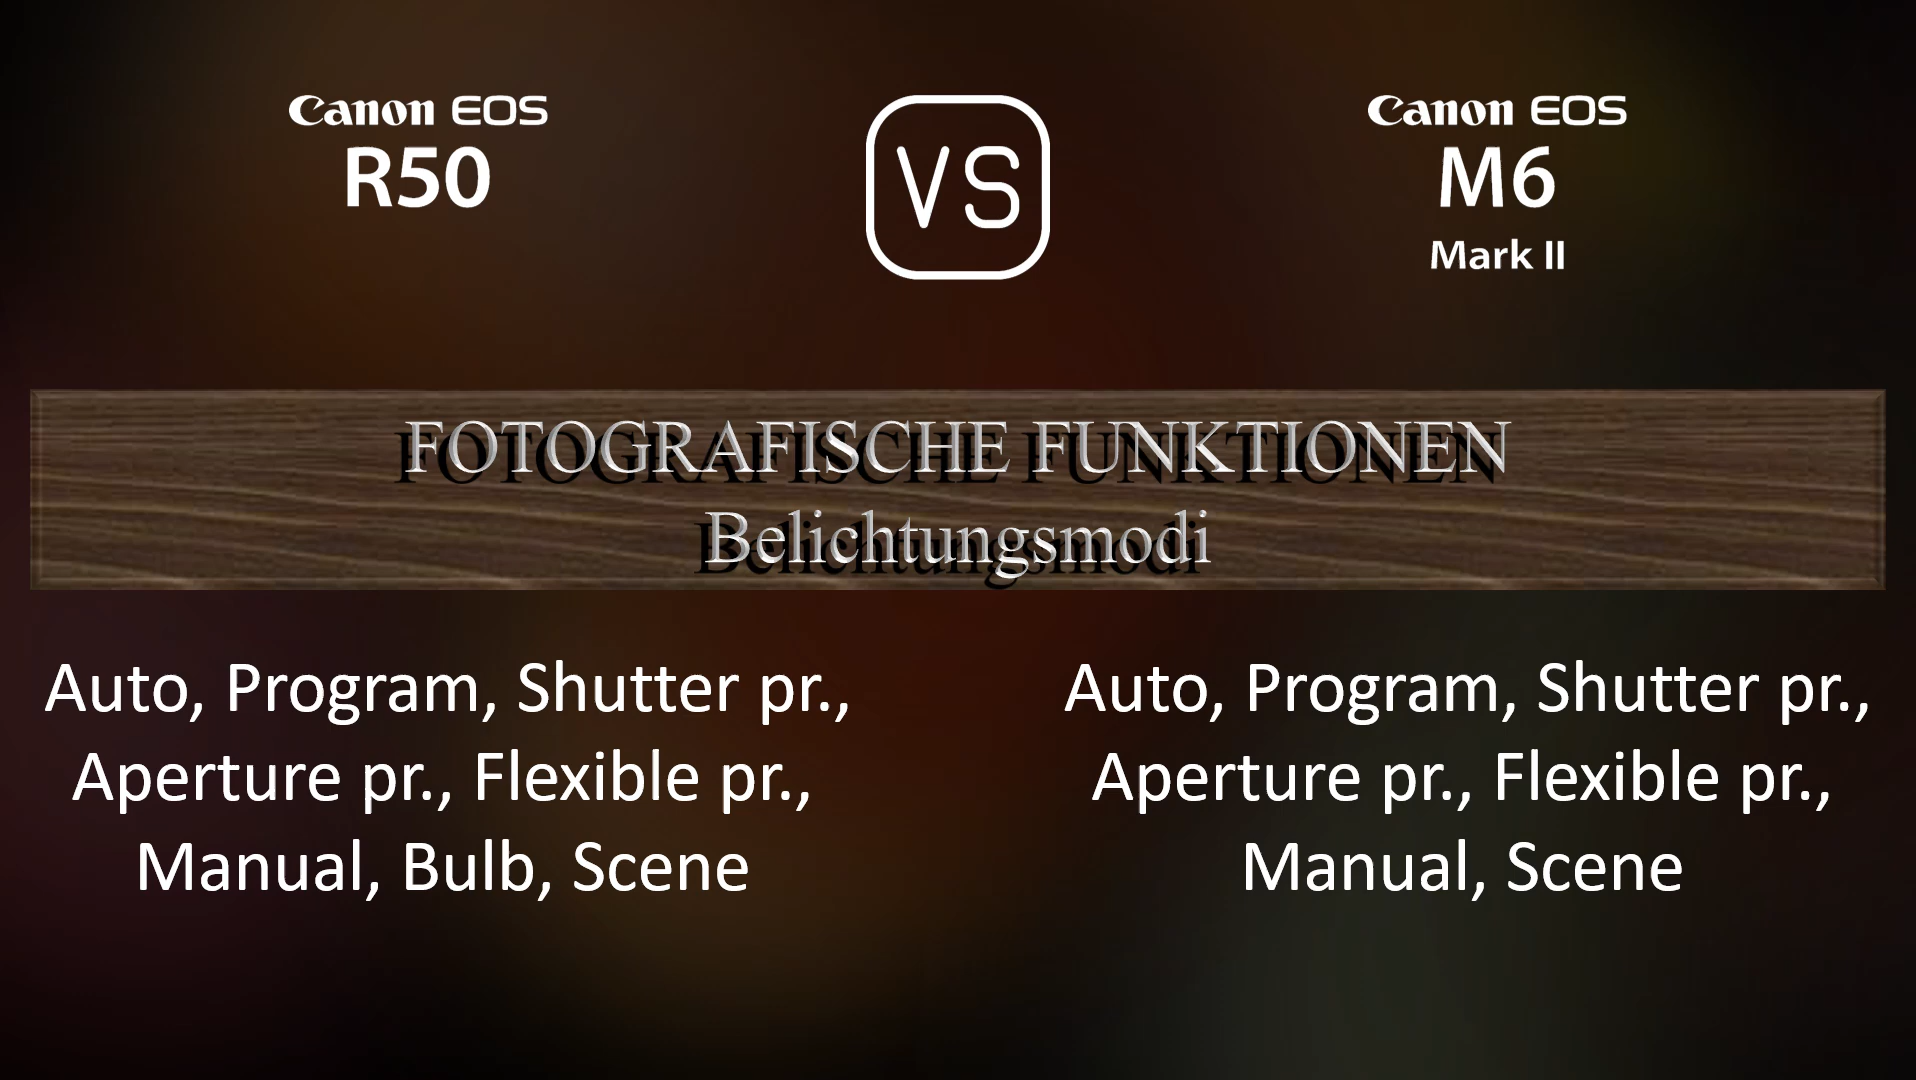 Canon EOS
R50
VS
Canon EOS
M6
Mark II
FOTOGRAFISCHE FUNKTIONEN
Belichtungsmodi
Auto, Program, Shutter pr.,
Aperture pr., Flexible pr.,
Manual, Bulb, Scene
Auto, Program, Shutter pr.,
Aperture pr., Flexible pr.,
Manual, Scene